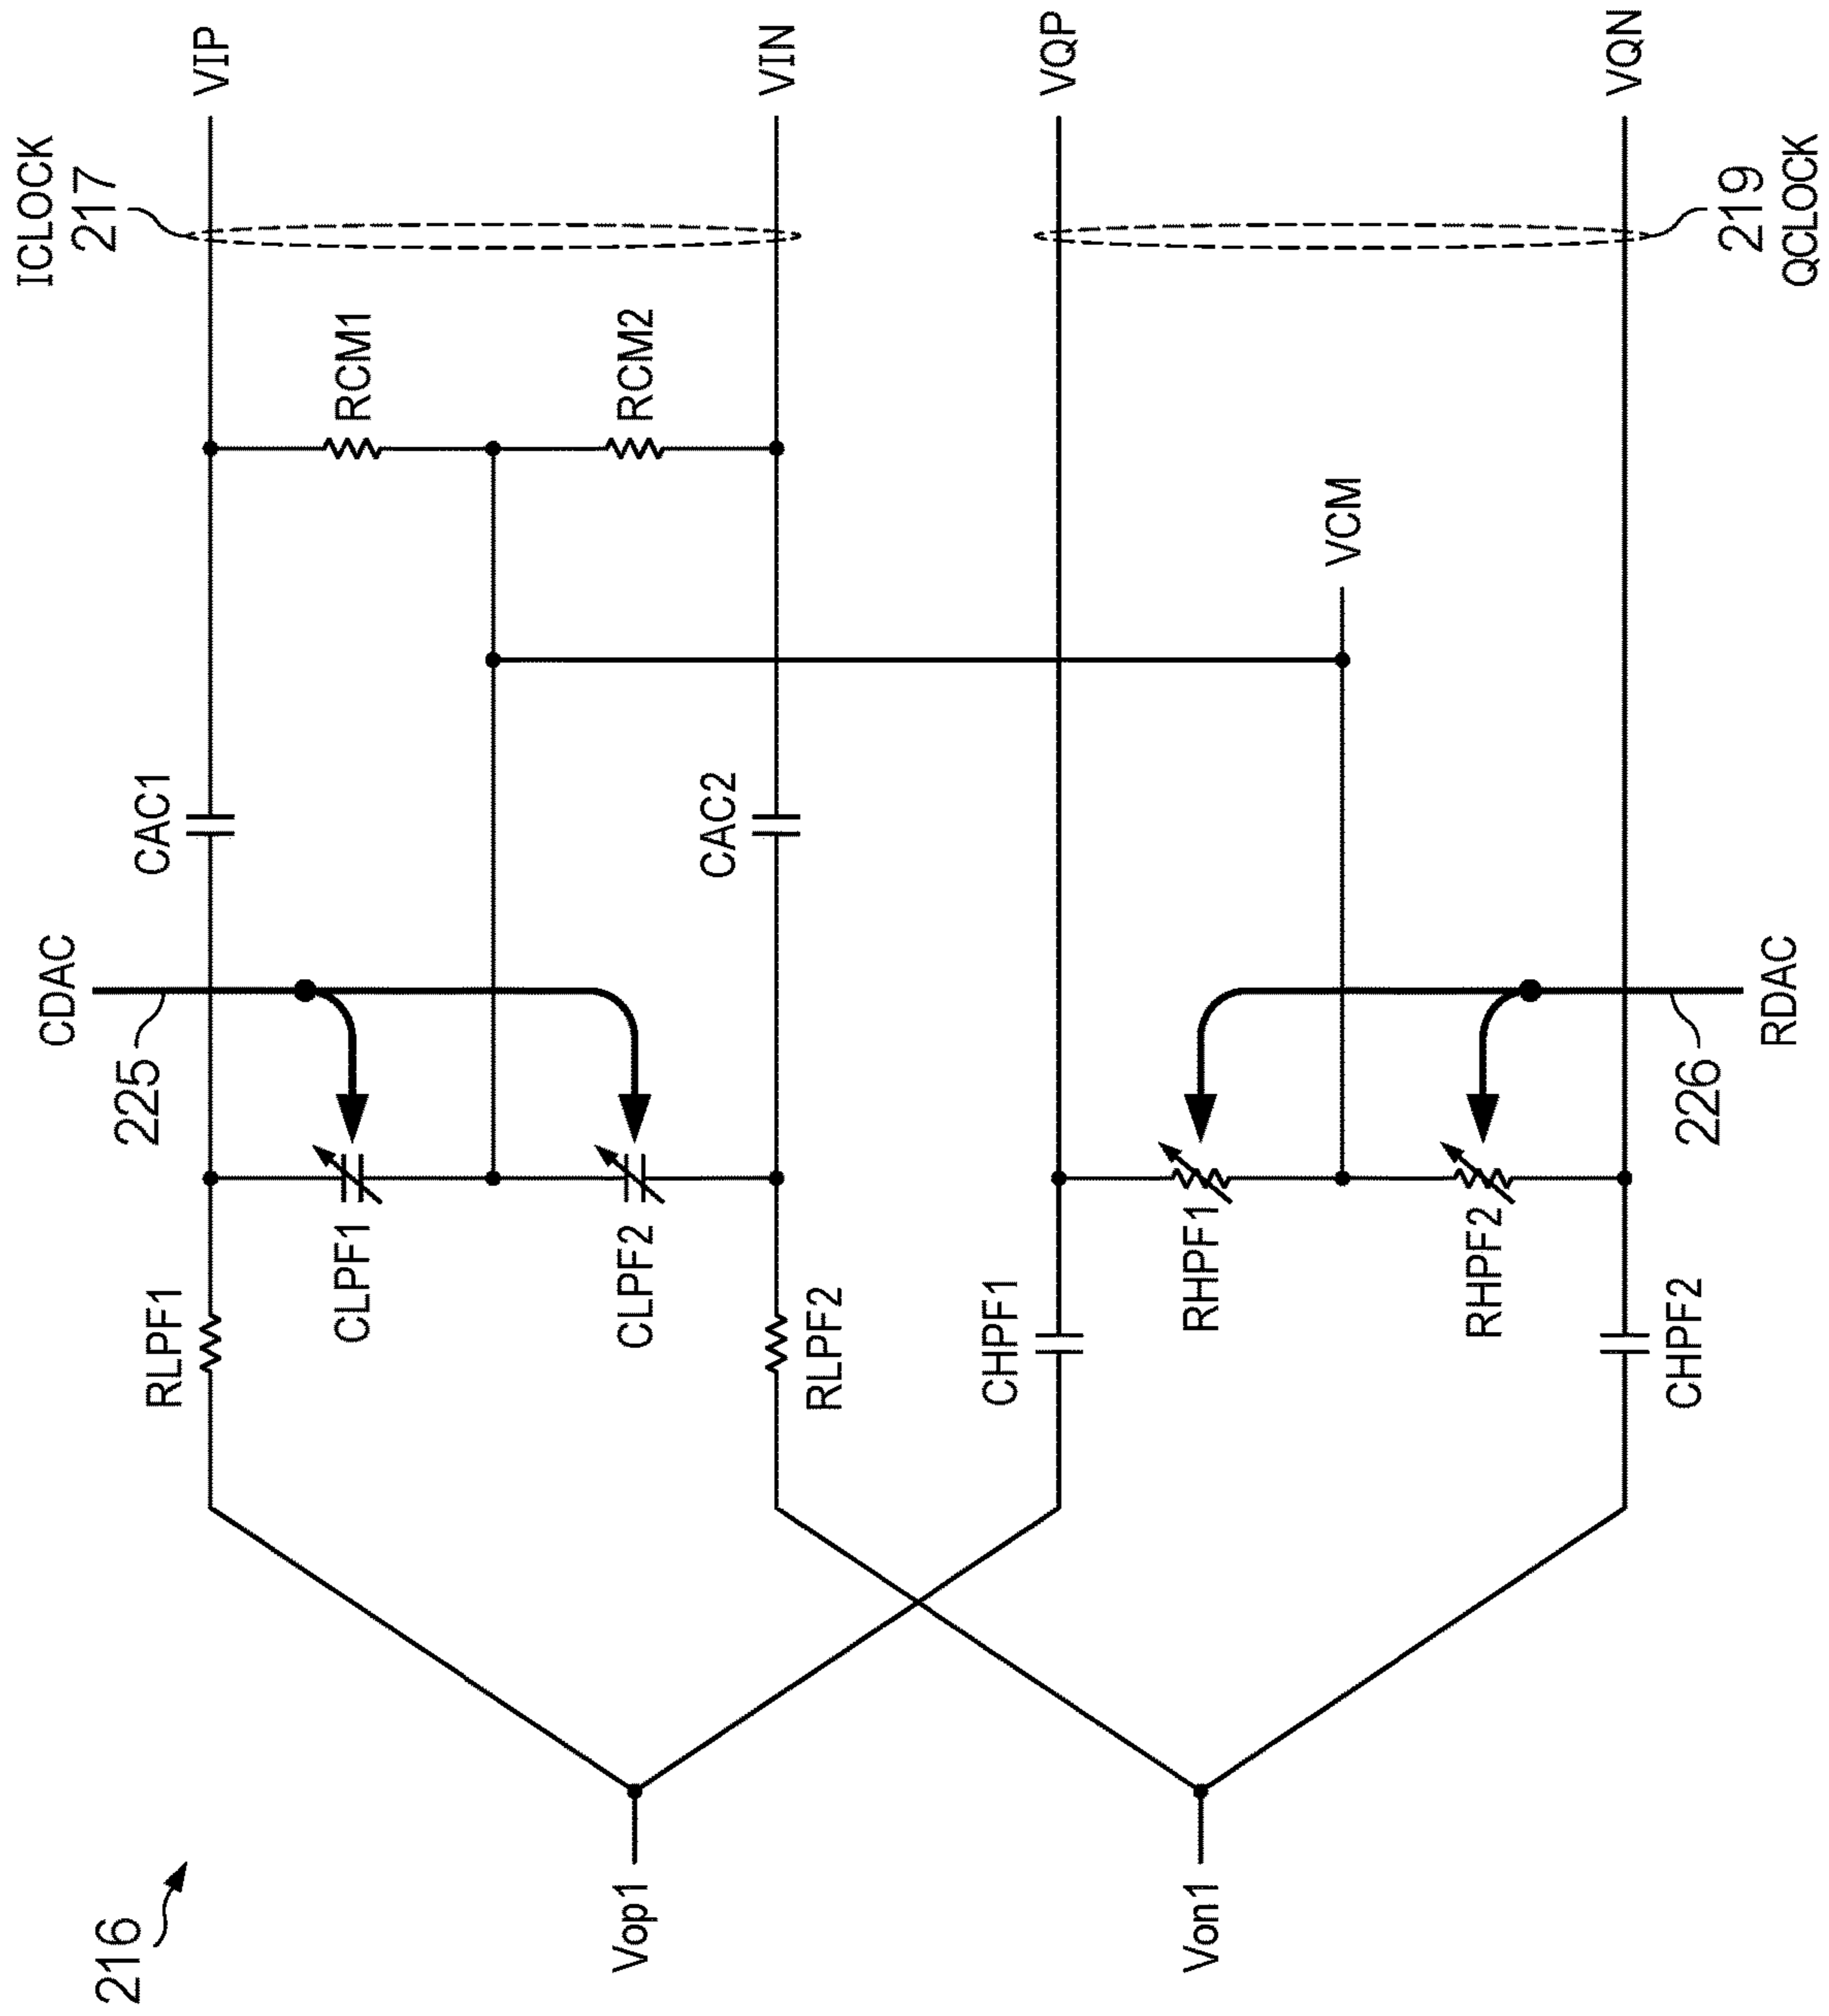 216
Vop1
Von1
RLPF1
CLPF1
CLPF2
RLPF2
CHPF1
RHPF1
RHPF2
CHPF2
CDAC
225
226
RDAC
CAC1
CAC2
VCM
RCM1
RCM2
ICLOCK
217
219
QCLOCK
VIP
VIN
VQP
VQN